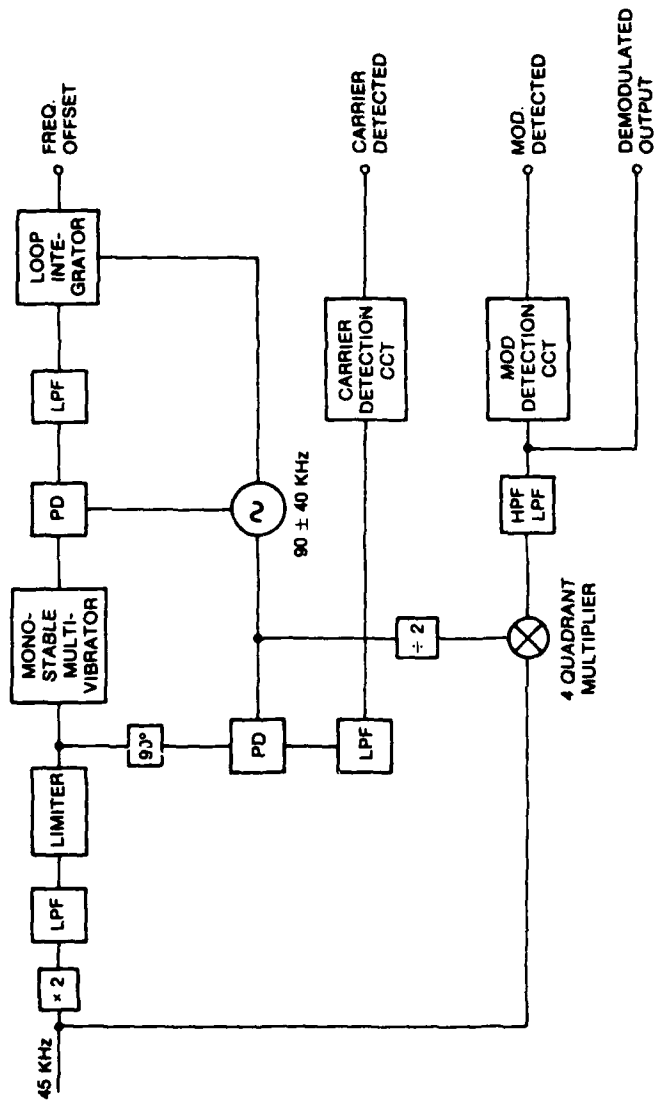 45 KHz
× 2
LPF
LIMITER
MONO-
STABLE
MULTI-
VIBRATOR
PD
LPF
LOOP
INTE-
GRATOR
FREQ.
OFFSET
90°
PD
LPF
90 ± 40 KHz
CARRIER
DETECTION
CCT
CARRIER
DETECTED
÷ 2
4 QUADRANT
MULTIPLIER
HPF
LPF
MOD
DETECTION
CCT
MOD.
DETECTED
DEMODULATED
OUTPUT